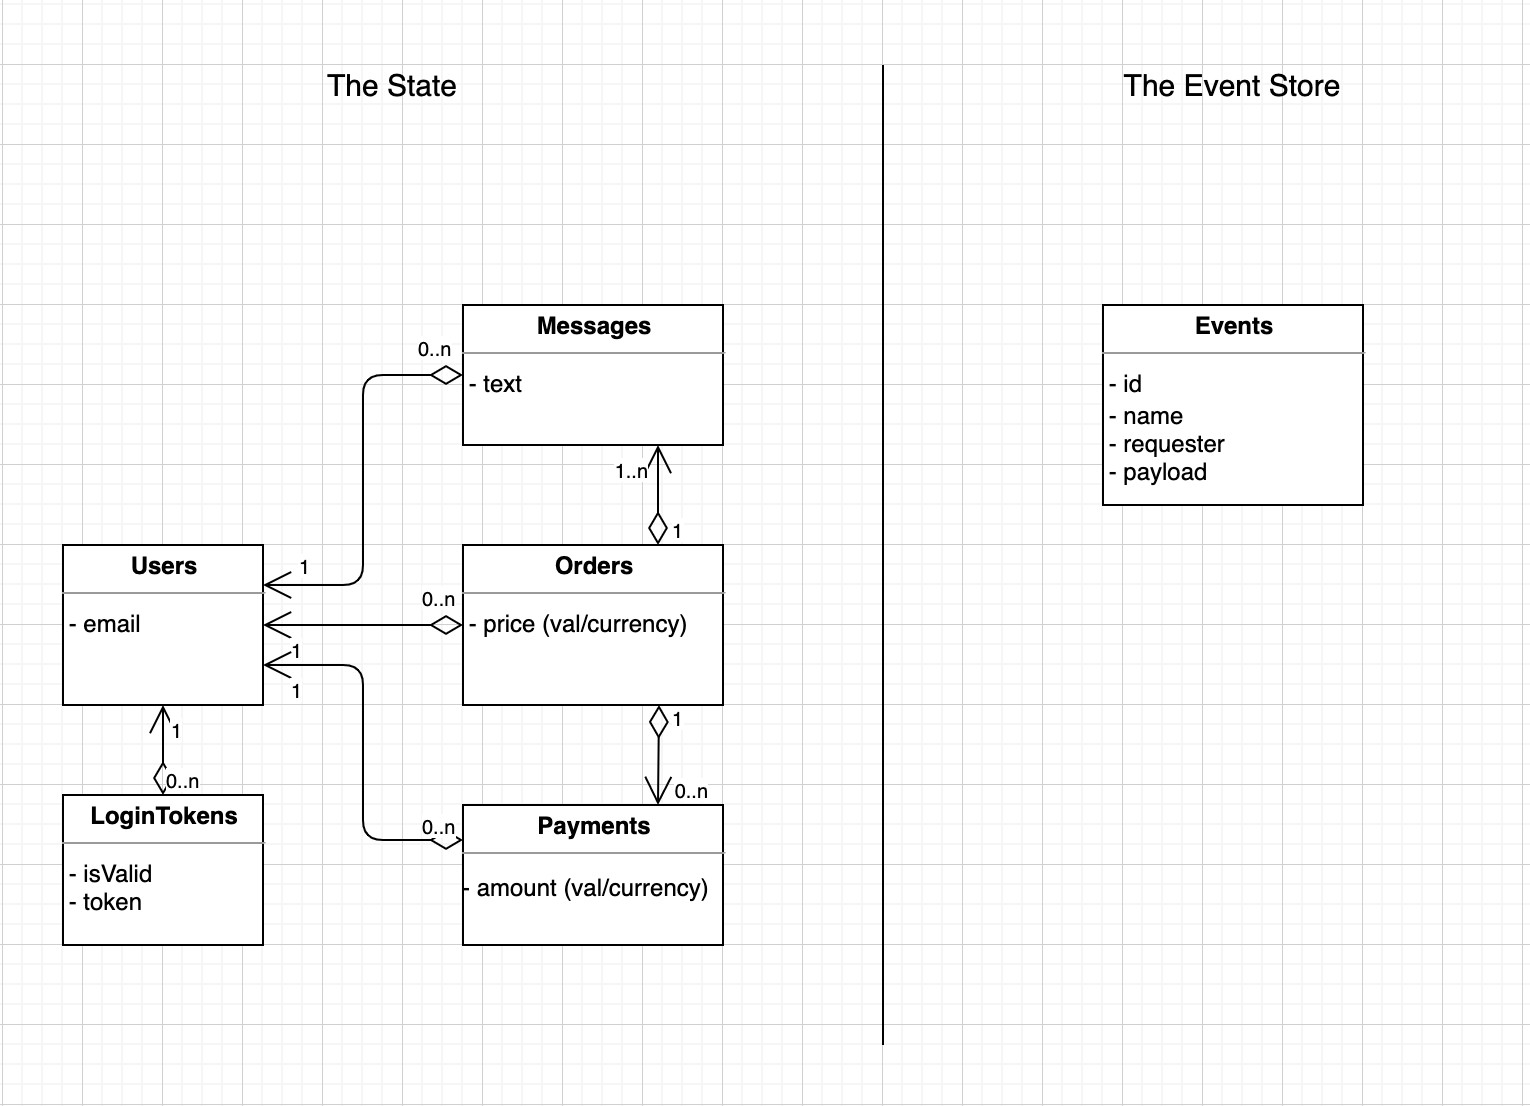 The State
The Event Store
Messages
- text
0..n
1..n
1
Events
- id
- name
- requester
- payload
Users
- email
1
1
1
Orders
- price (val/currency)
0..n
1
0..n
1
0..n
LoginTokens
- isValid
- token
0..n
Payments
- amount (val/currency)